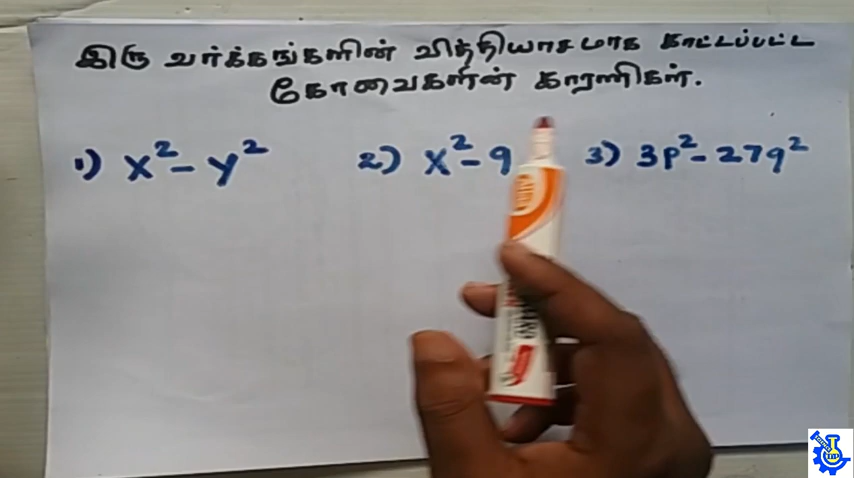 இரு வர்க்கங்களின் வித்தியாசமாக காட்டப்பட்ட
கோவைகளின் காரணிகள்.
1) x² - y² 2) x² - 9 3) 3p² - 27q²